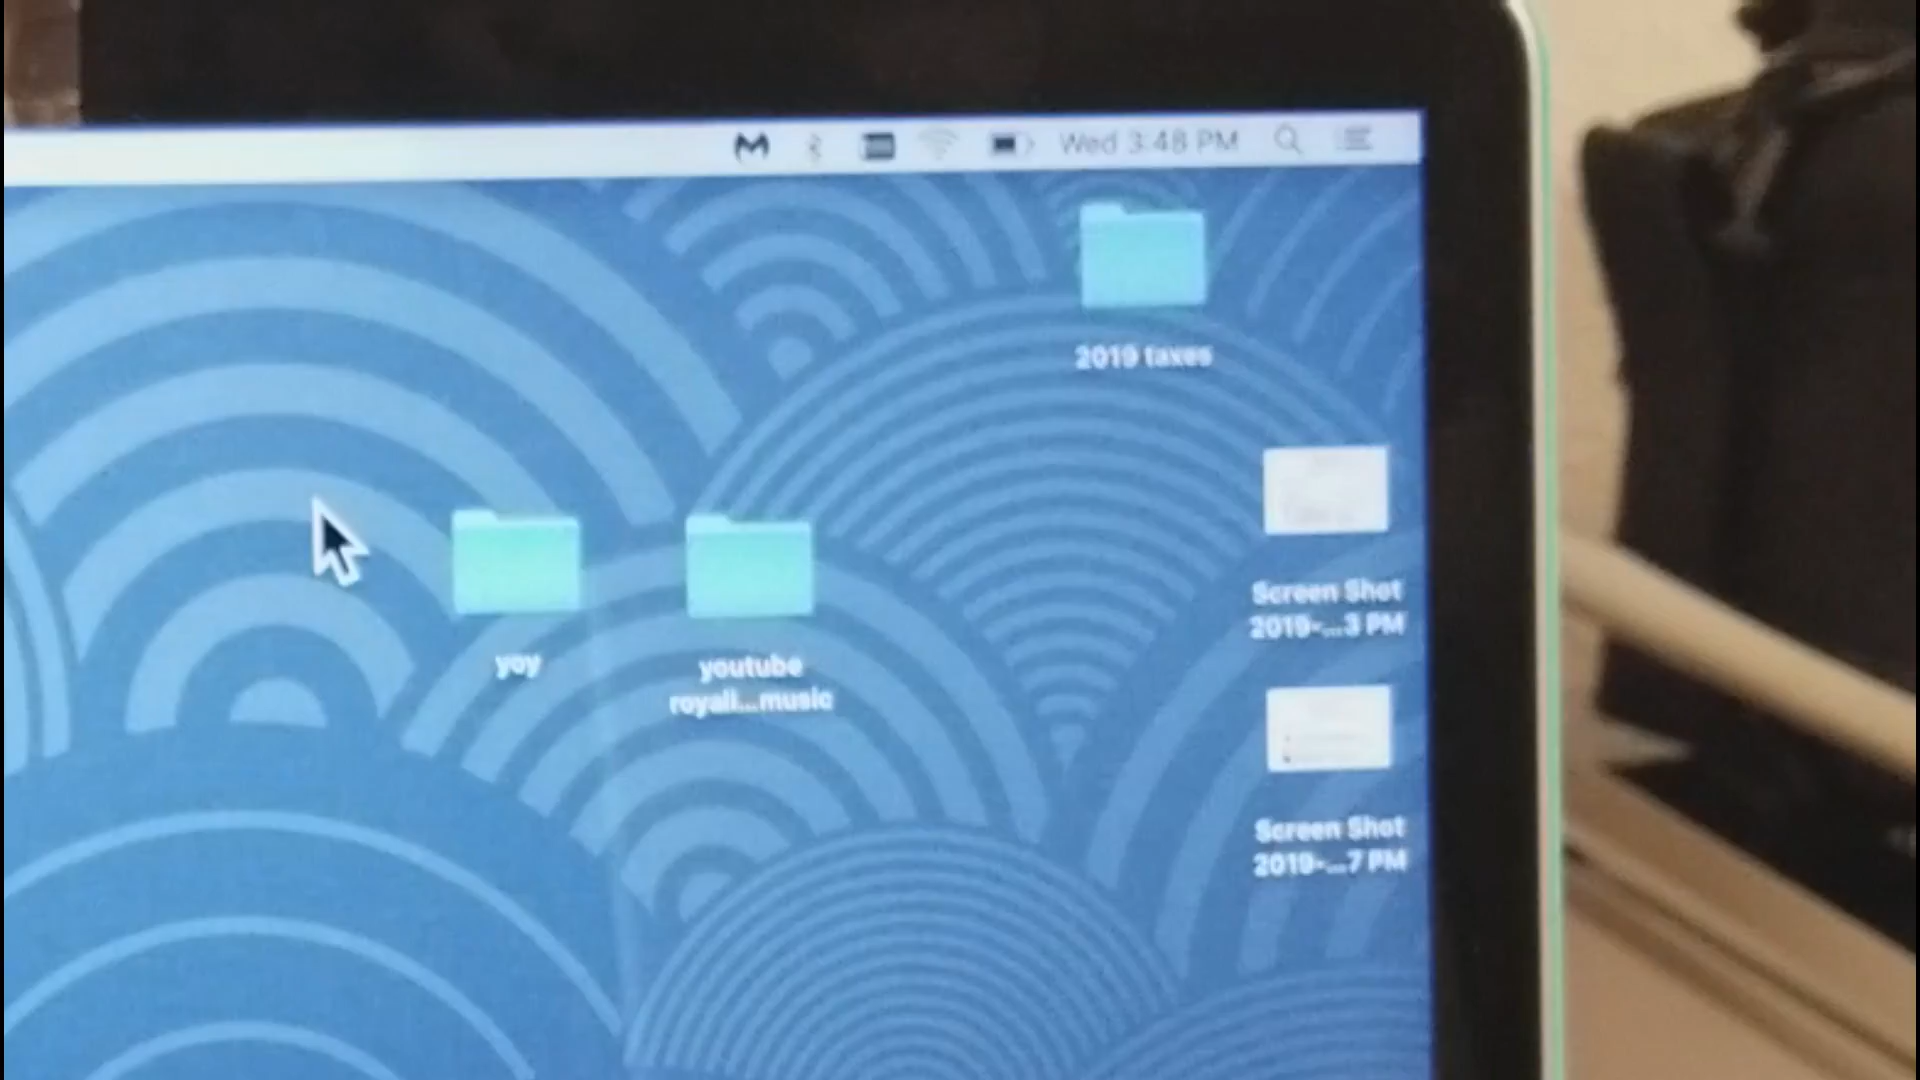 Wed 3:48 PM
2019 taxes
Screen Shot
2019-...3 PM
yoy
youtube
royali...music
Screen Shot
2019-...7 PM